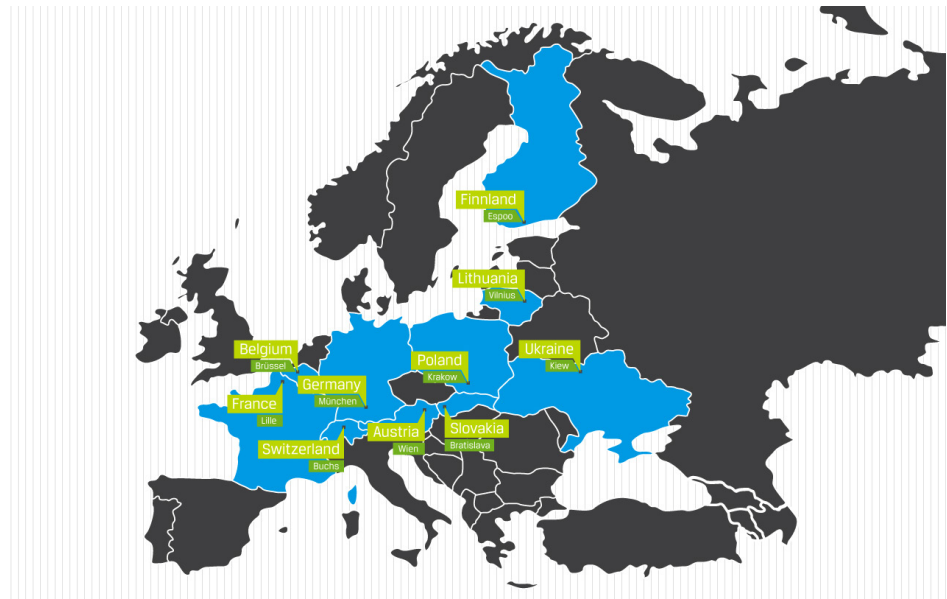 Finnland
Espoo
Lithuania
Vilnius
Belgium
Brüssel
Ukraine
Kiew
Poland
Krakow
Germany
München
France
Lille
Austria
Wien
Slovakia
Bratislava
Switzerland
Buchs